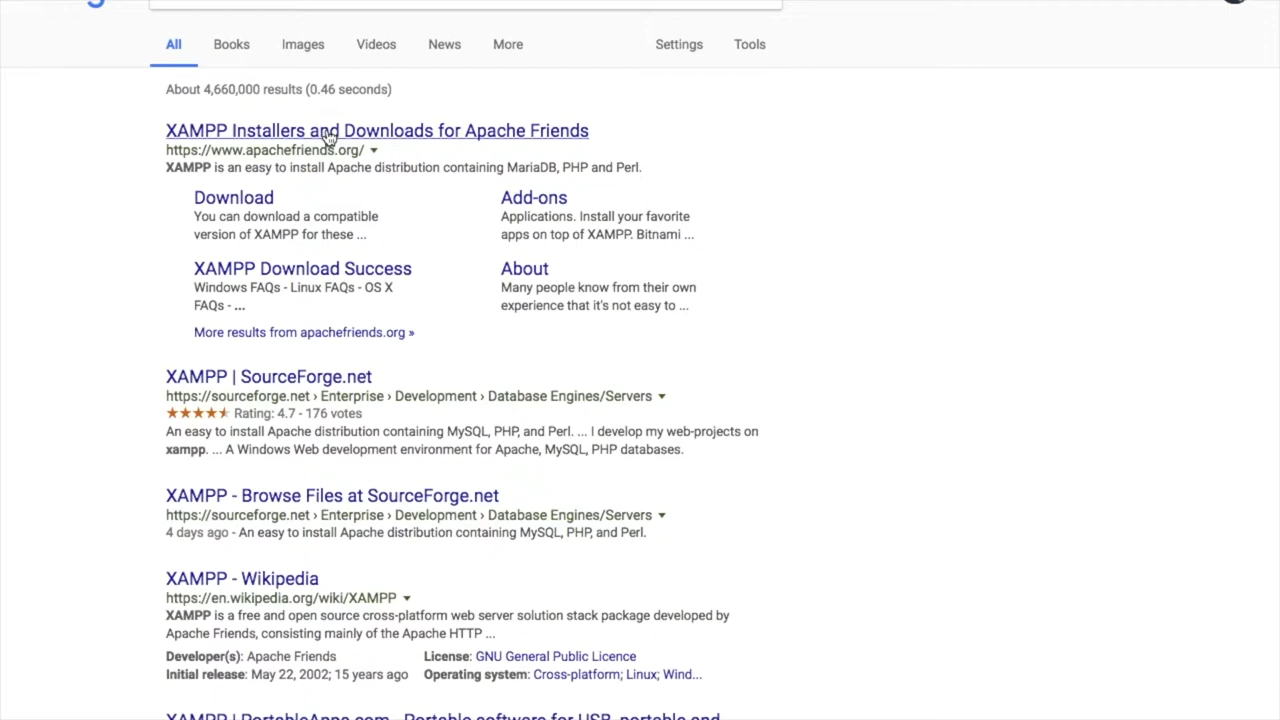 All Books Images Videos News More Settings Tools
About 4,660,000 results (0.46 seconds)
XAMPP Installers and Downloads for Apache Friends
https://www.apachefriends.org/
XAMPP is an easy to install Apache distribution containing MariaDB, PHP and Perl.
Download
You can download a compatible
version of XAMPP for these ...
Add-ons
Applications. Install your favorite
apps on top of XAMPP. Bitnami ...
XAMPP Download Success
Windows FAQs - Linux FAQs - OS X
FAQs - ...
About
Many people know from their own
experience that it's not easy to ...
More results from apachefriends.org »
XAMPP | SourceForge.net
https://sourceforge.net › Enterprise › Development › Database Engines/Servers
Rating: 4.7 - 176 votes
An easy to install Apache distribution containing MySQL, PHP, and Perl. ... I develop my web-projects on
xampp. ... A Windows Web development environment for Apache, MySQL, PHP databases.
XAMPP - Browse Files at SourceForge.net
https://sourceforge.net › Enterprise › Development › Database Engines/Servers
4 days ago - An easy to install Apache distribution containing MySQL, PHP, and Perl.
XAMPP - Wikipedia
https://en.wikipedia.org/wiki/XAMPP
XAMPP is a free and open source cross-platform web server solution stack package developed by
Apache Friends, consisting mainly of the Apache HTTP ...
Developer(s): Apache Friends License: GNU General Public Licence
Initial release: May 22, 2002; 15 years ago Operating system: Cross-platform; Linux; Wind...
XAMPP | PortableApps.com - Portable software for USB, portable and